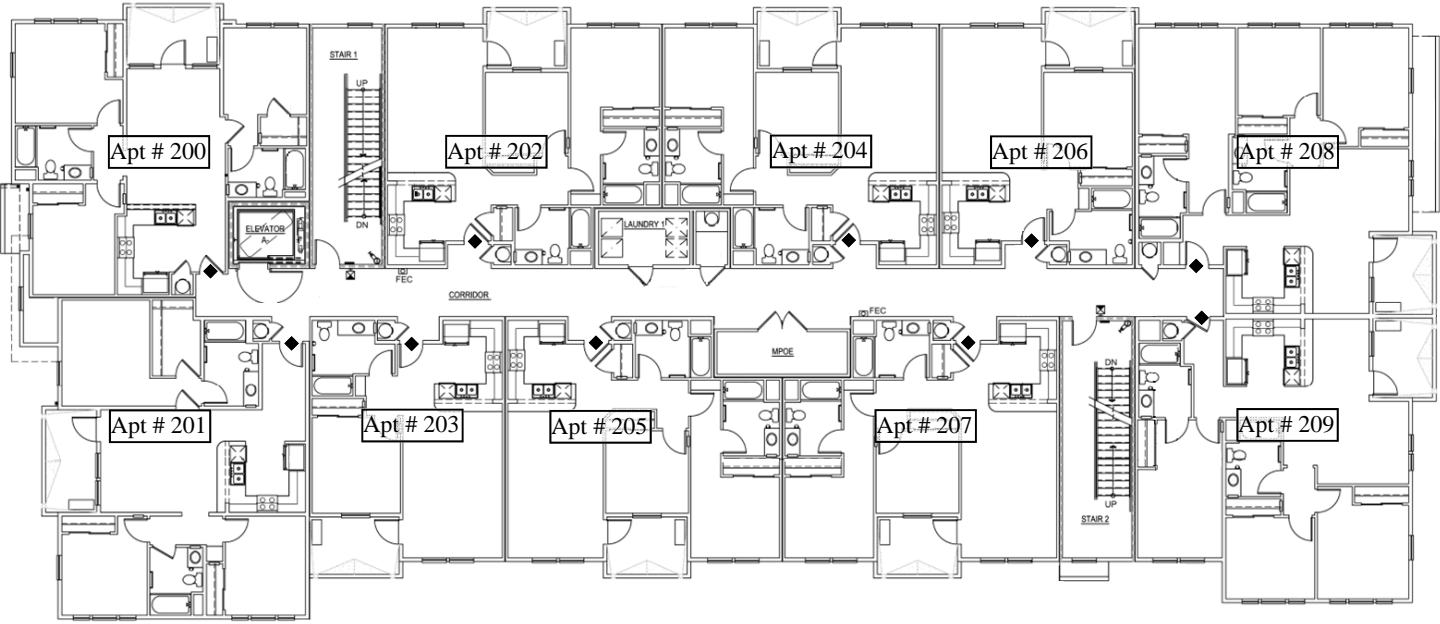 STAIR 1
UP
Apt # 200
Apt # 202
Apt # 204
Apt # 206
Apt # 208
DN
ELEVATOR
A
LAUNDRY 1
FEC
CORRIDOR
FEC
MPOE
DN
Apt # 201
Apt # 203
Apt # 205
Apt # 207
Apt # 209
UP
STAIR 2